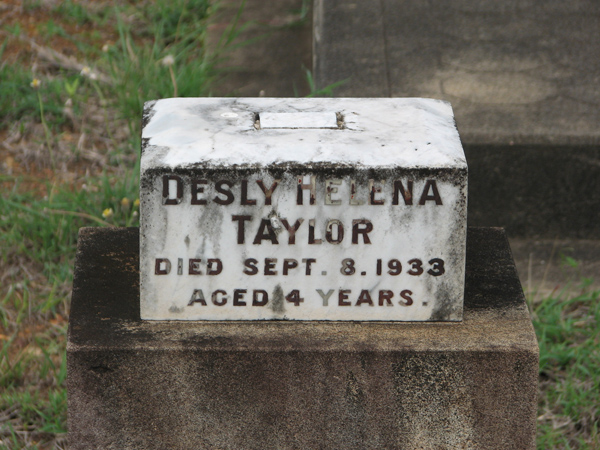 DESLY HELENA
TAYLOR
DIED SEPT. 8. 1933
AGED 4 YEARS.